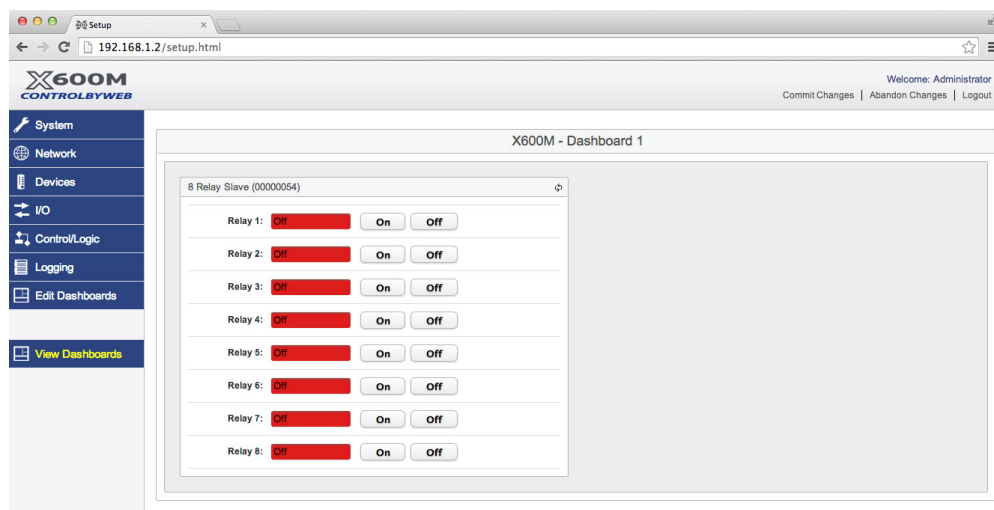 Setup ×
192.168.1.2/setup.html
X600M
CONTROLBYWEB
Welcome: Administrator
Commit Changes | Abandon Changes | Logout
System
Network
Devices
I/O
Control/Logic
Logging
Edit Dashboards
View Dashboards
X600M - Dashboard 1
8 Relay Slave (00000054)
Relay 1: Off On Off
Relay 2: Off On Off
Relay 3: Off On Off
Relay 4: Off On Off
Relay 5: Off On Off
Relay 6: Off On Off
Relay 7: Off On Off
Relay 8: Off On Off